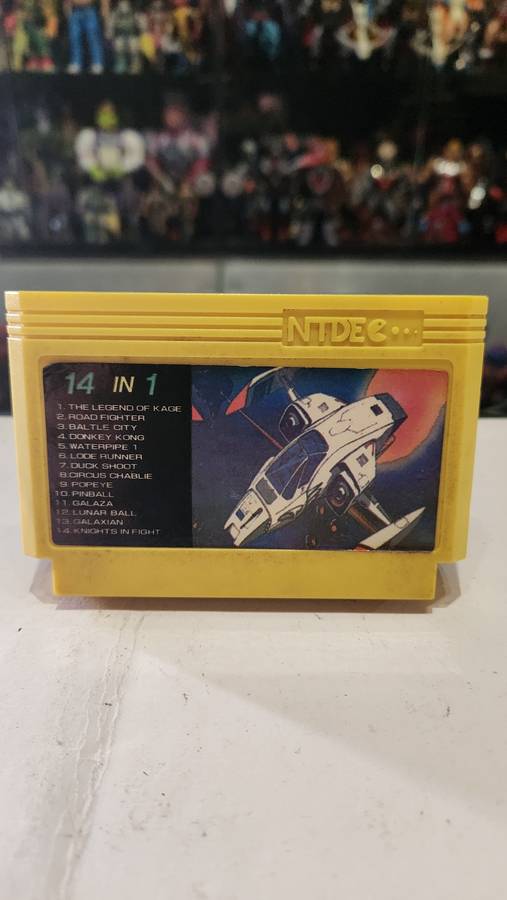 NTDEC...
14 IN 1
1. THE LEGEND OF KAGE
2. ROAD FIGHTER
3. BALTLE CITY
4. DONKEY KONG
5. WATERPIPE 1
6. LODE RUNNER
7. DUCK SHOOT
8. CIRCUS CHABLIE
9. POPEYE
10. PINBALL
11. GALAZA
12. LUNAR BALL
13. GALAXIAN
14. KNIGHTS IN FIGHT